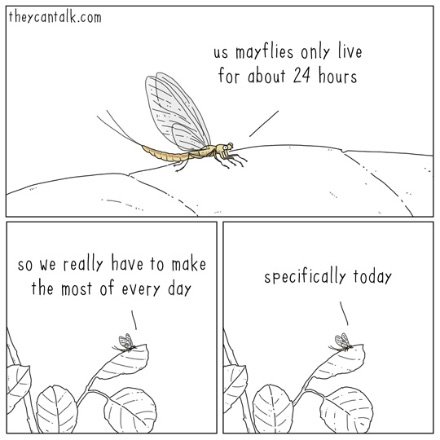 theycantalk.com
us mayflies only live
for about 24 hours
so we really have to make
the most of every day
specifically today